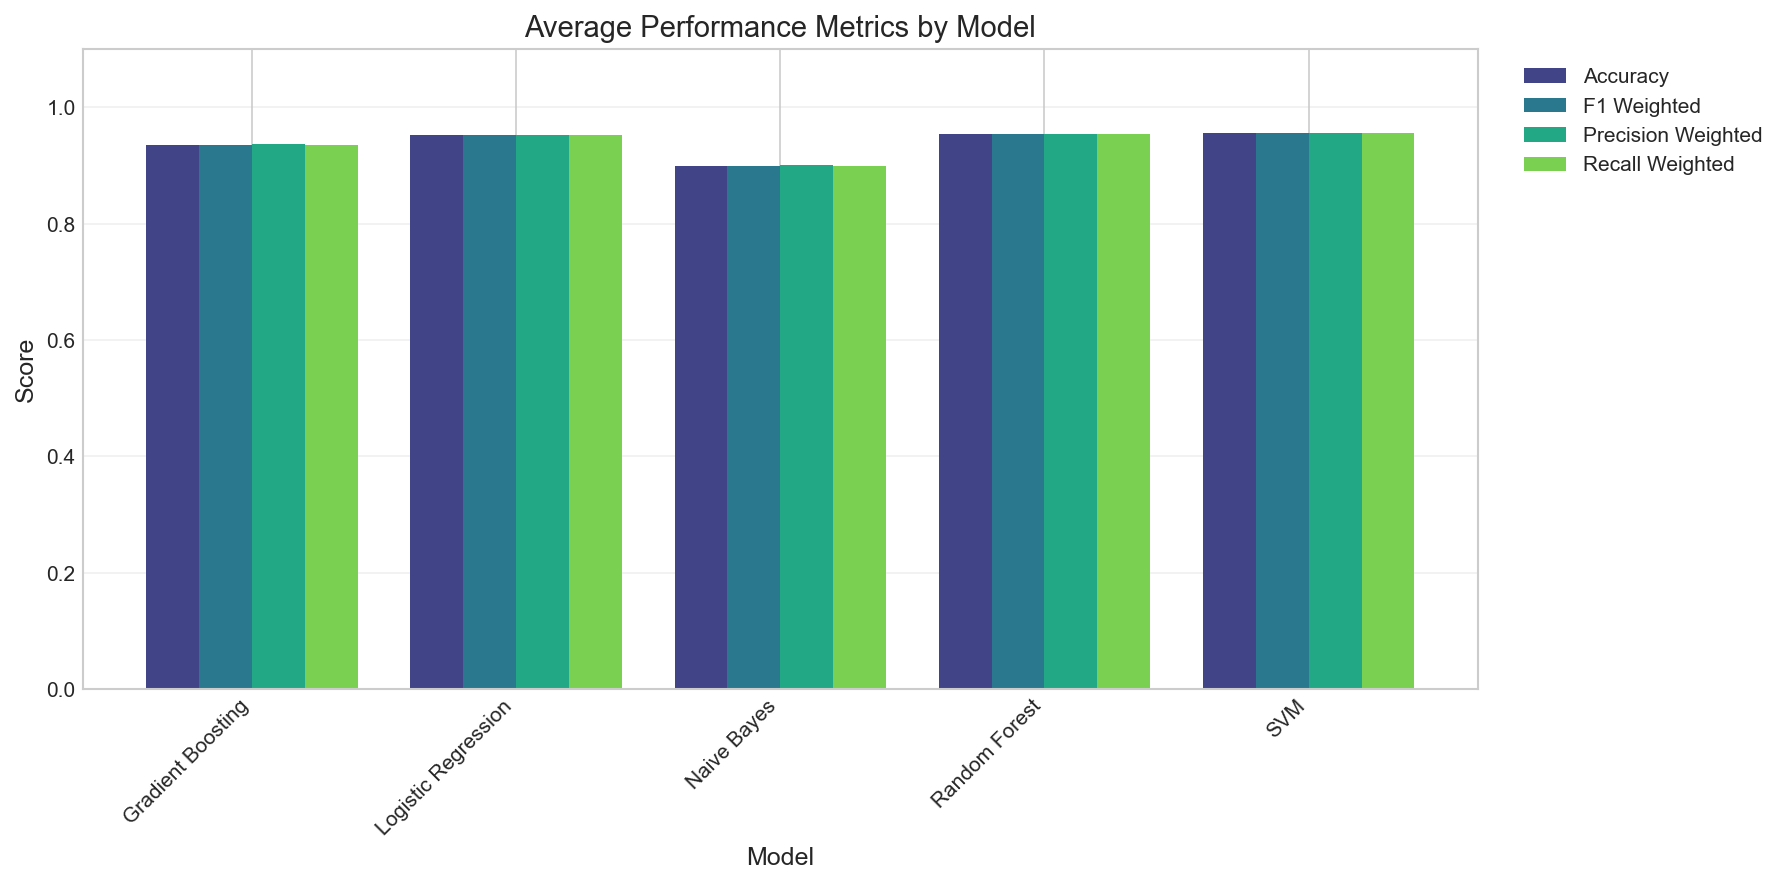 Average Performance Metrics by Model
Accuracy
F1 Weighted
Precision Weighted
Recall Weighted
Score
1.0
0.8
0.6
0.4
0.2
0.0
Gradient Boosting
Logistic Regression
Naive Bayes
Random Forest
SVM
Model